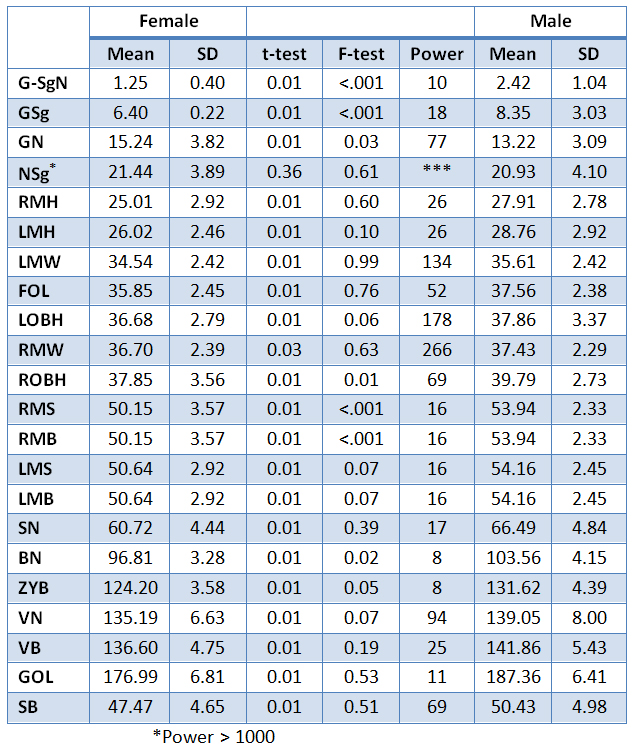 Female Male
Mean SD t-test F-test Power Mean SD
G-SgN 1.25 0.40 0.01 <.001 10 2.42 1.04
GSg 6.40 0.22 0.01 <.001 18 8.35 3.03
GN 15.24 3.82 0.01 0.03 77 13.22 3.09
NSg* 21.44 3.89 0.36 0.61 *** 20.93 4.10
RMH 25.01 2.92 0.01 0.60 26 27.91 2.78
LMH 26.02 2.46 0.01 0.10 26 28.76 2.92
LMW 34.54 2.42 0.01 0.99 134 35.61 2.42
FOL 35.85 2.45 0.01 0.76 52 37.56 2.38
LOBH 36.68 2.79 0.01 0.06 178 37.86 3.37
RMW 36.70 2.39 0.03 0.63 266 37.43 2.29
ROBH 37.85 3.56 0.01 0.01 69 39.79 2.73
RMS 50.15 3.57 0.01 <.001 16 53.94 2.33
RMB 50.15 3.57 0.01 <.001 16 53.94 2.33
LMS 50.64 2.92 0.01 0.07 16 54.16 2.45
LMB 50.64 2.92 0.01 0.07 16 54.16 2.45
SN 60.72 4.44 0.01 0.39 17 66.49 4.84
BN 96.81 3.28 0.01 0.02 8 103.56 4.15
ZYB 124.20 3.58 0.01 0.05 8 131.62 4.39
VN 135.19 6.63 0.01 0.07 94 139.05 8.00
VB 136.60 4.75 0.01 0.19 25 141.86 5.43
GOL 176.99 6.81 0.01 0.53 11 187.36 6.41
SB 47.47 4.65 0.01 0.51 69 50.43 4.98
*Power > 1000